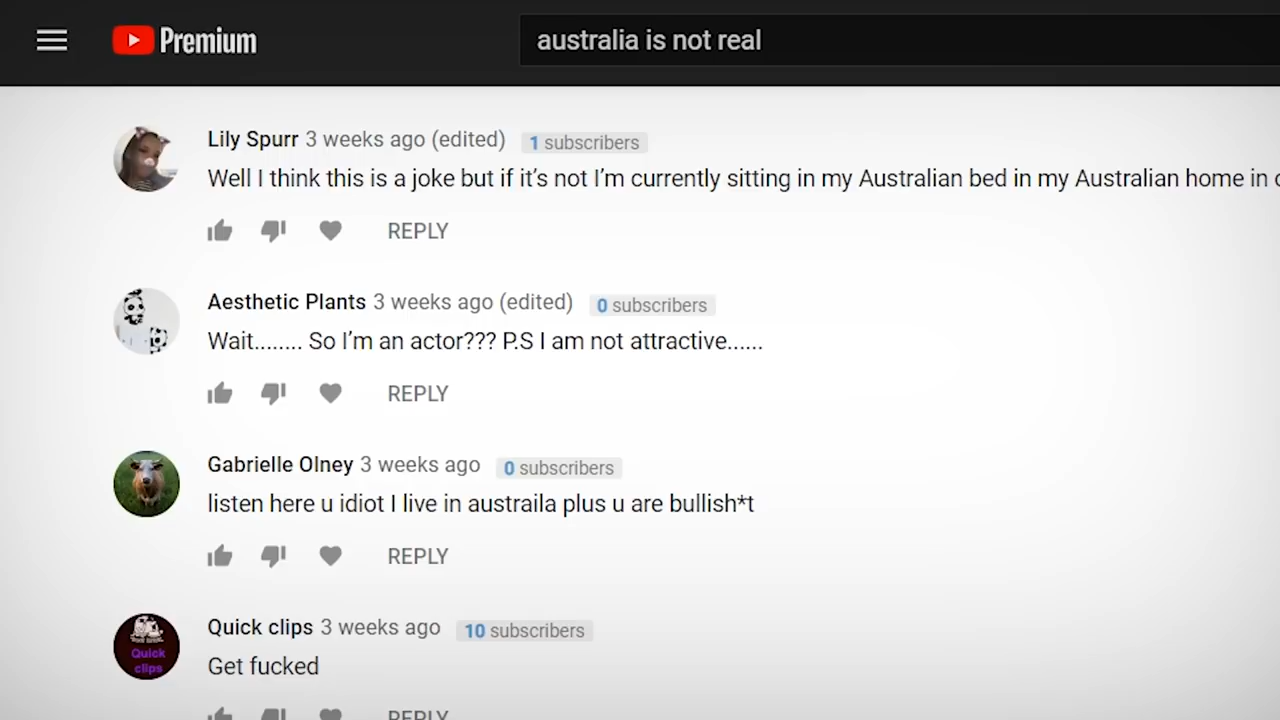 Premium
australia is not real
Lily Spurr 3 weeks ago (edited) 1 subscribers
Well I think this is a joke but if it's not I'm currently sitting in my Australian bed in my Australian home in
REPLY
Aesthetic Plants 3 weeks ago (edited) 0 subscribers
Wait........ So I'm an actor??? P.S I am not attractive......
REPLY
Gabrielle Olney 3 weeks ago 0 subscribers
listen here u idiot I live in austraila plus u are bullish*t
REPLY
Quick clips
Quick clips 3 weeks ago 10 subscribers
Get fucked
REPLY